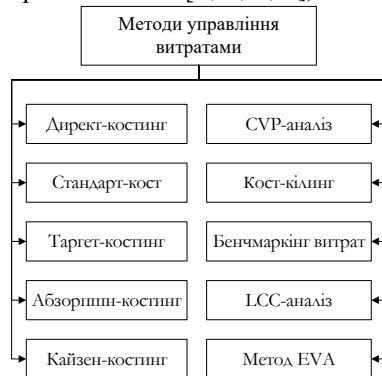 Методи управління
витратами
Директ-костинг
CVP-аналіз
Стандарт-кост
Кост-кілинг
Таргет-костинг
Бенчмаркінг витрат
Абзорпшн-костинг
LCC-аналіз
Кайзен-костинг
Метод EVA